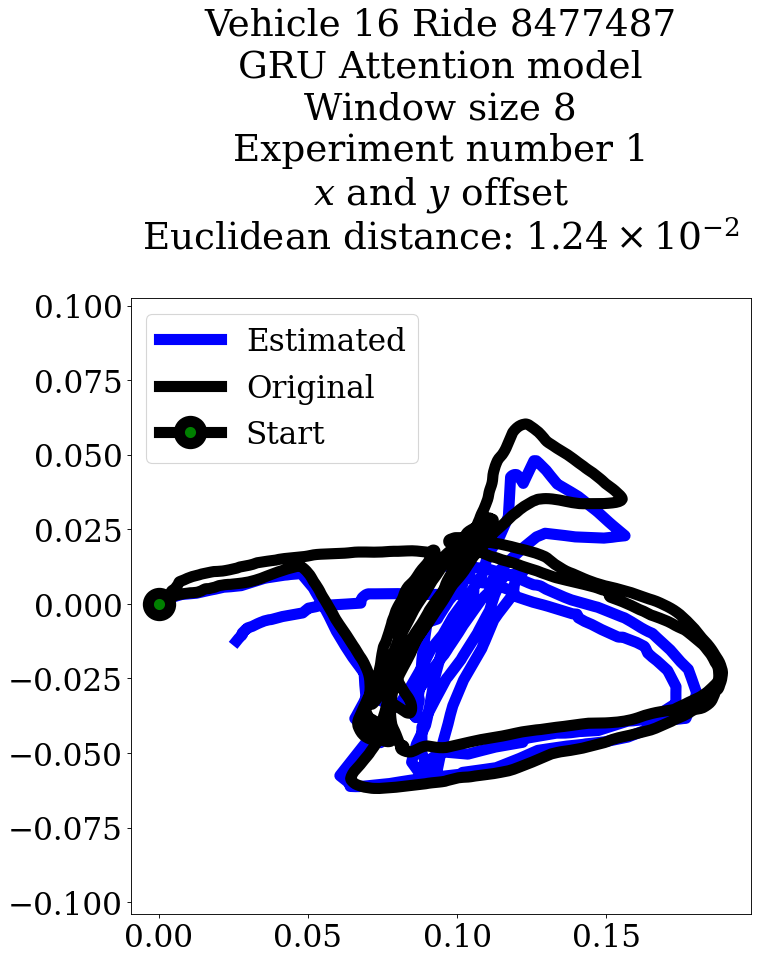 Vehicle 16 Ride 8477487
GRU Attention model
Window size 8
Experiment number 1
x and y offset
Euclidean distance: 1.24 × 10⁻²
Estimated
Original
Start
0.100
0.075
0.050
0.025
0.000
−0.025
−0.050
−0.075
−0.100
0.00 0.05 0.10 0.15